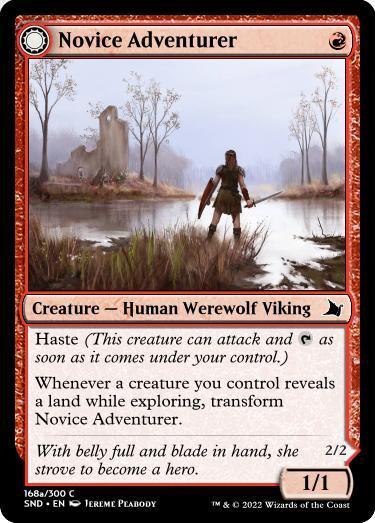 Novice Adventurer
Creature — Human Werewolf Viking
Haste (This creature can attack and as
soon as it comes under your control.)
Whenever a creature you control reveals
a land while exploring, transform
Novice Adventurer.
With belly full and blade in hand, she
strove to become a hero.
2/2
1/1
168a/300 C
SND • EN JEREME PEABODY
™ & © 2022 Wizards of the Coast